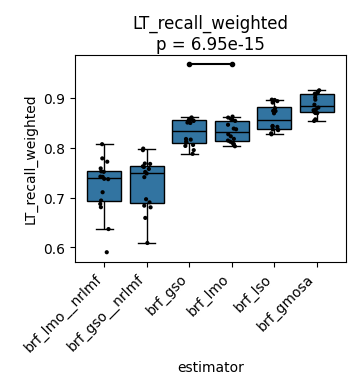 LT_recall_weighted
p = 6.95e-15
LT_recall_weighted
0.9
0.8
0.7
0.6
brf_lmo__nrlmf
brf_gso__nrlmf
brf_gso
brf_lmo
brf_lso
brf_gmosa
estimator